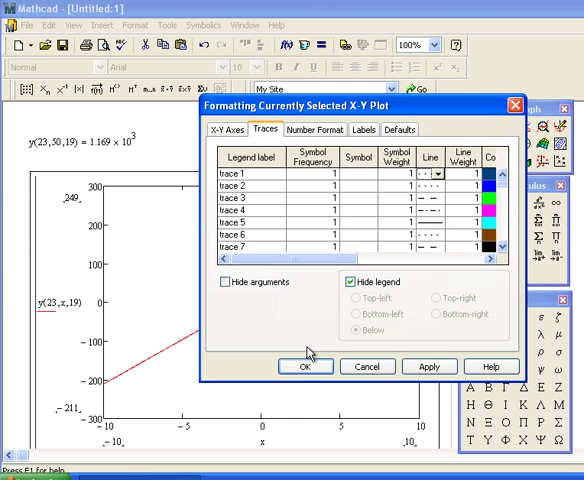 Mathcad - [Untitled:2]
File Edit View Insert Format Tools Symbolics Window Help
100%
Normal Arial 10 B I U
My Site Go
Formatting Currently Selected X-Y Plot
X-Y Axes Traces Number Format Labels Defaults
Legend label Symbol Frequency Symbol Symbol Weight Line Line Weight Co
trace 1 1 1 1
trace 2 1 1 1
trace 3 1 1 1
trace 4 1 1 1
trace 5 1 1 1
trace 6 1 1 1
trace 7 1 1 1
Hide arguments
Hide legend
Top-left Top-right
Bottom-left Bottom-right
Below
OK Cancel Apply Help
y(23,50,19) = 1.169 × 10³
,249,
300
200
100
y(23,x,19) 0
− 100
− 200
,− 211,
− 300
− 10 − 5 0 5 10
,− 10, x ,10,
ε ζ
λ μ
ρ σ
ψ ω
Α Β Γ Δ Ε Ζ
Η Θ Ι Κ Λ Μ
Ν Ξ Ο Π Ρ Σ
Τ Υ Φ Χ Ψ Ω
Press F1 for help.